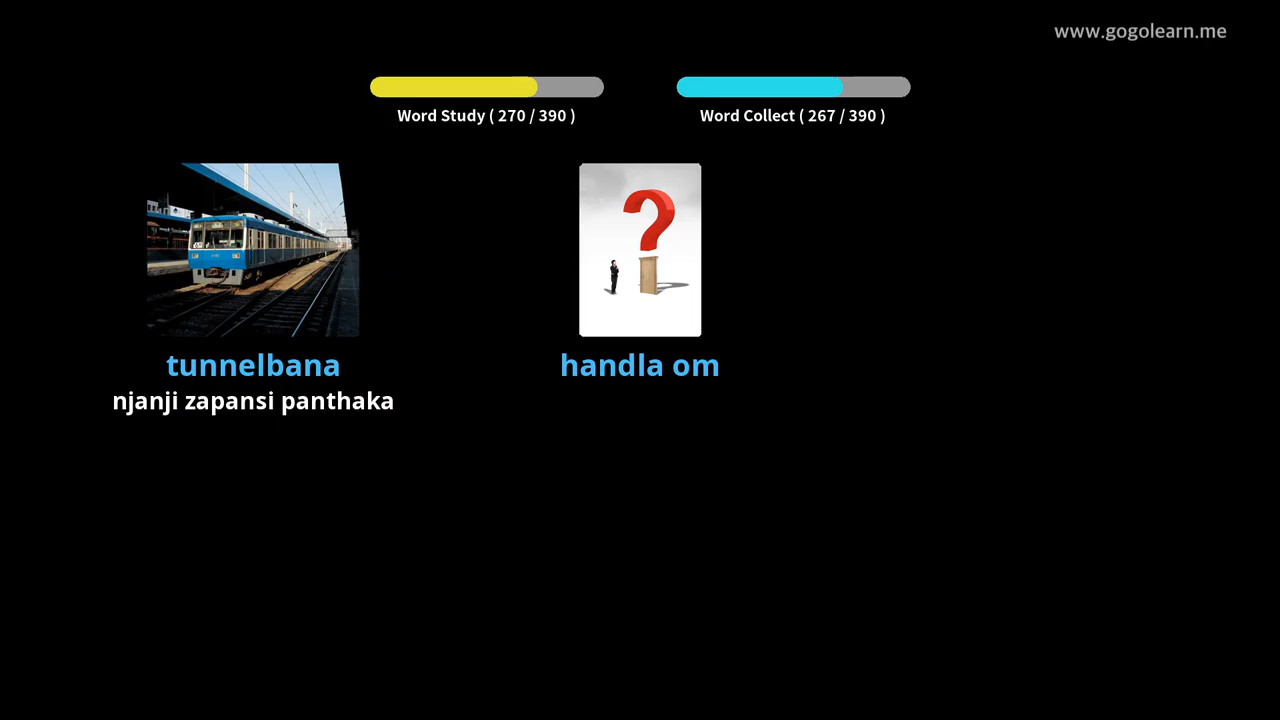 www.gogolearn.me
Word Study ( 270 / 390 )
Word Collect ( 267 / 390 )
tunnelbana
njanji zapansi panthaka
handla om